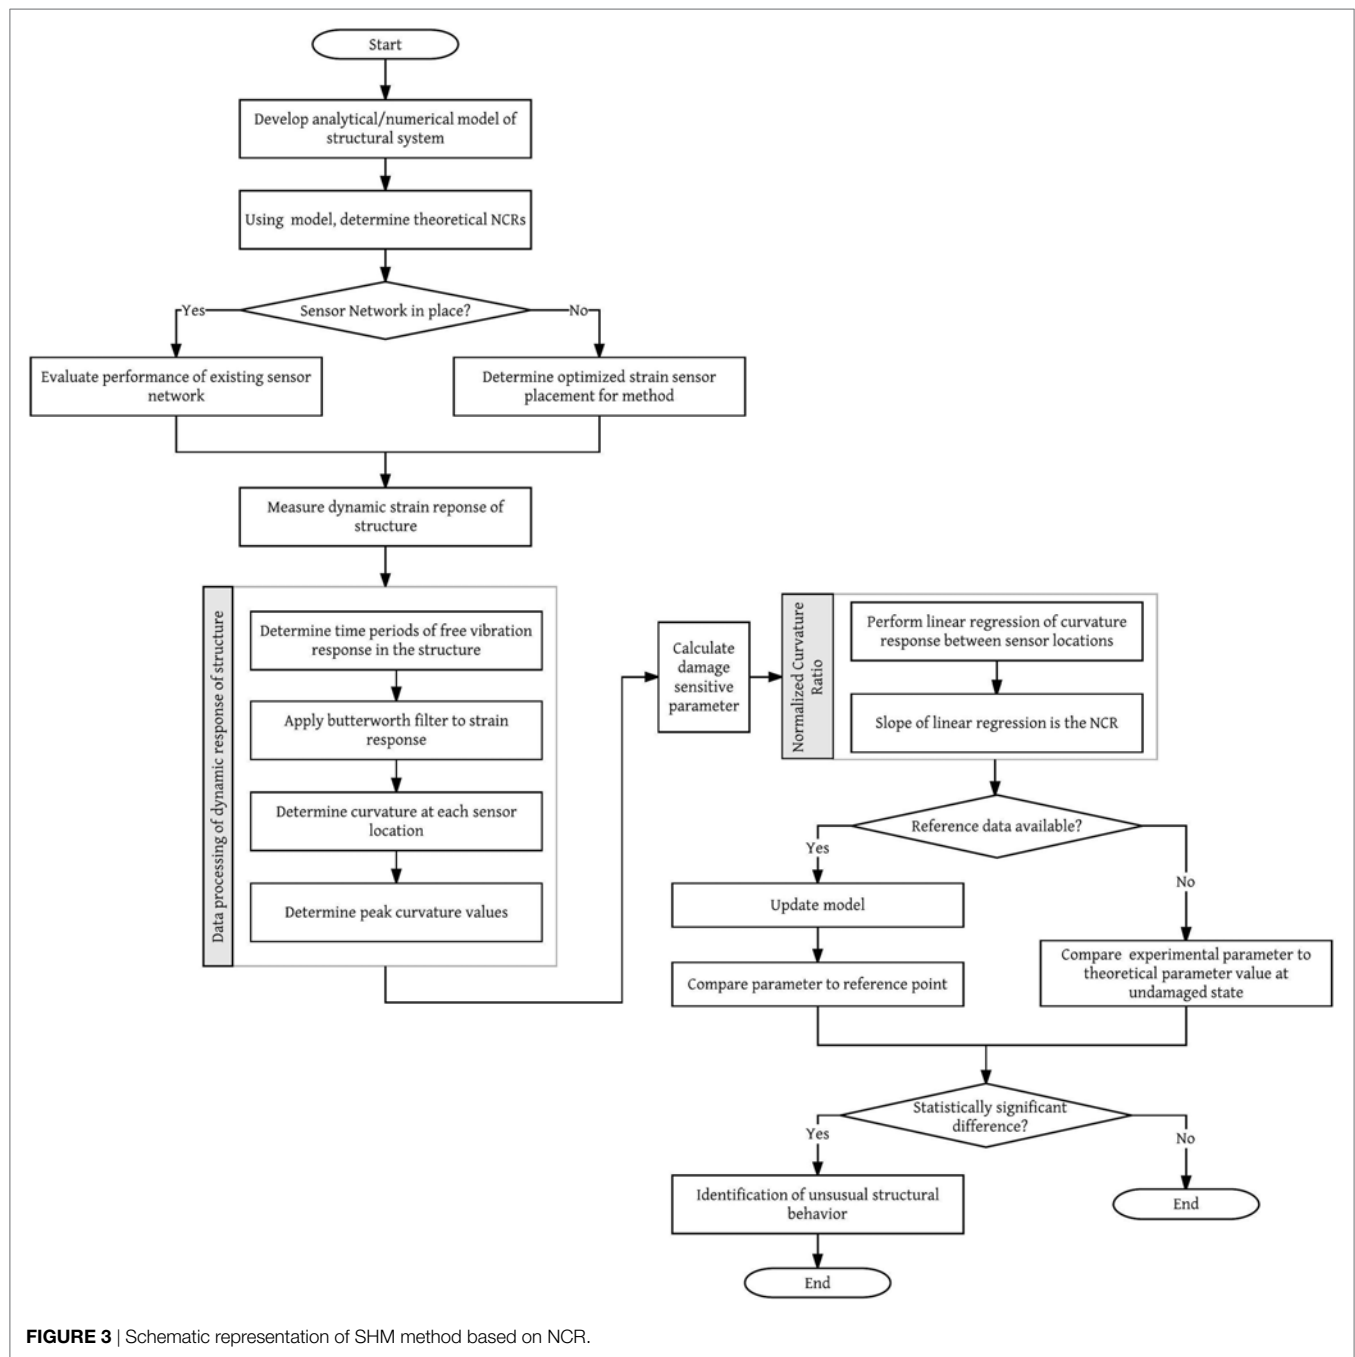 Start
Develop analytical/numerical model of
structural system
Using model, determine theoretical NCRs
Sensor Network in place?
Yes
No
Evaluate performance of existing sensor
network
Determine optimized strain sensor
placement for method
Measure dynamic strain reponse of
structure
Data processing of dynamic response of structure
Determine time periods of free vibration
response in the structure
Apply butterworth filter to strain
response
Determine curvature at each sensor
location
Determine peak curvature values
Calculate
damage
sensitive
parameter
Normalized Curvature
Ratio
Perform linear regression of curvature
response between sensor locations
Slope of linear regression is the NCR
Reference data available?
Yes
No
Update model
Compare parameter to reference point
Compare experimental parameter to
theoretical parameter value at
undamaged state
Statistically significant
difference?
Yes
No
Identification of unsusual structural
behavior
End
End
FIGURE 3 | Schematic representation of SHM method based on NCR.